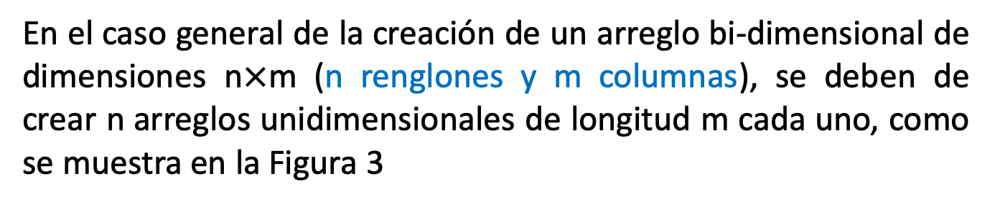 En el caso general de la creación de un arreglo bi-dimensional de
dimensiones n×m (n renglones y m columnas), se deben de
crear n arreglos unidimensionales de longitud m cada uno, como
se muestra en la Figura 3